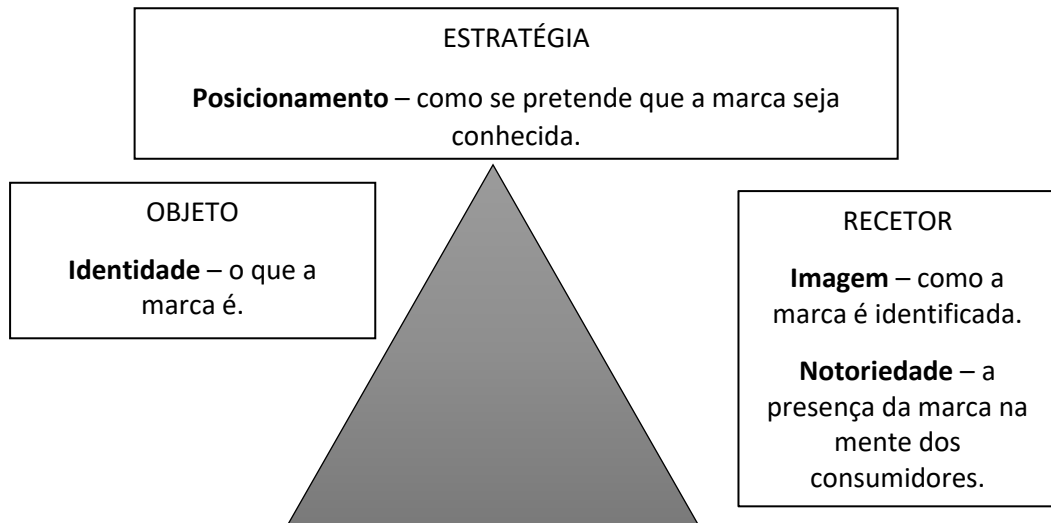 ESTRATÉGIA
Posicionamento – como se pretende que a marca seja
conhecida.
OBJETO
Identidade – o que a
marca é.
RECETOR
Imagem – como a
marca é identificada.
Notoriedade – a
presença da marca na
mente dos
consumidores.